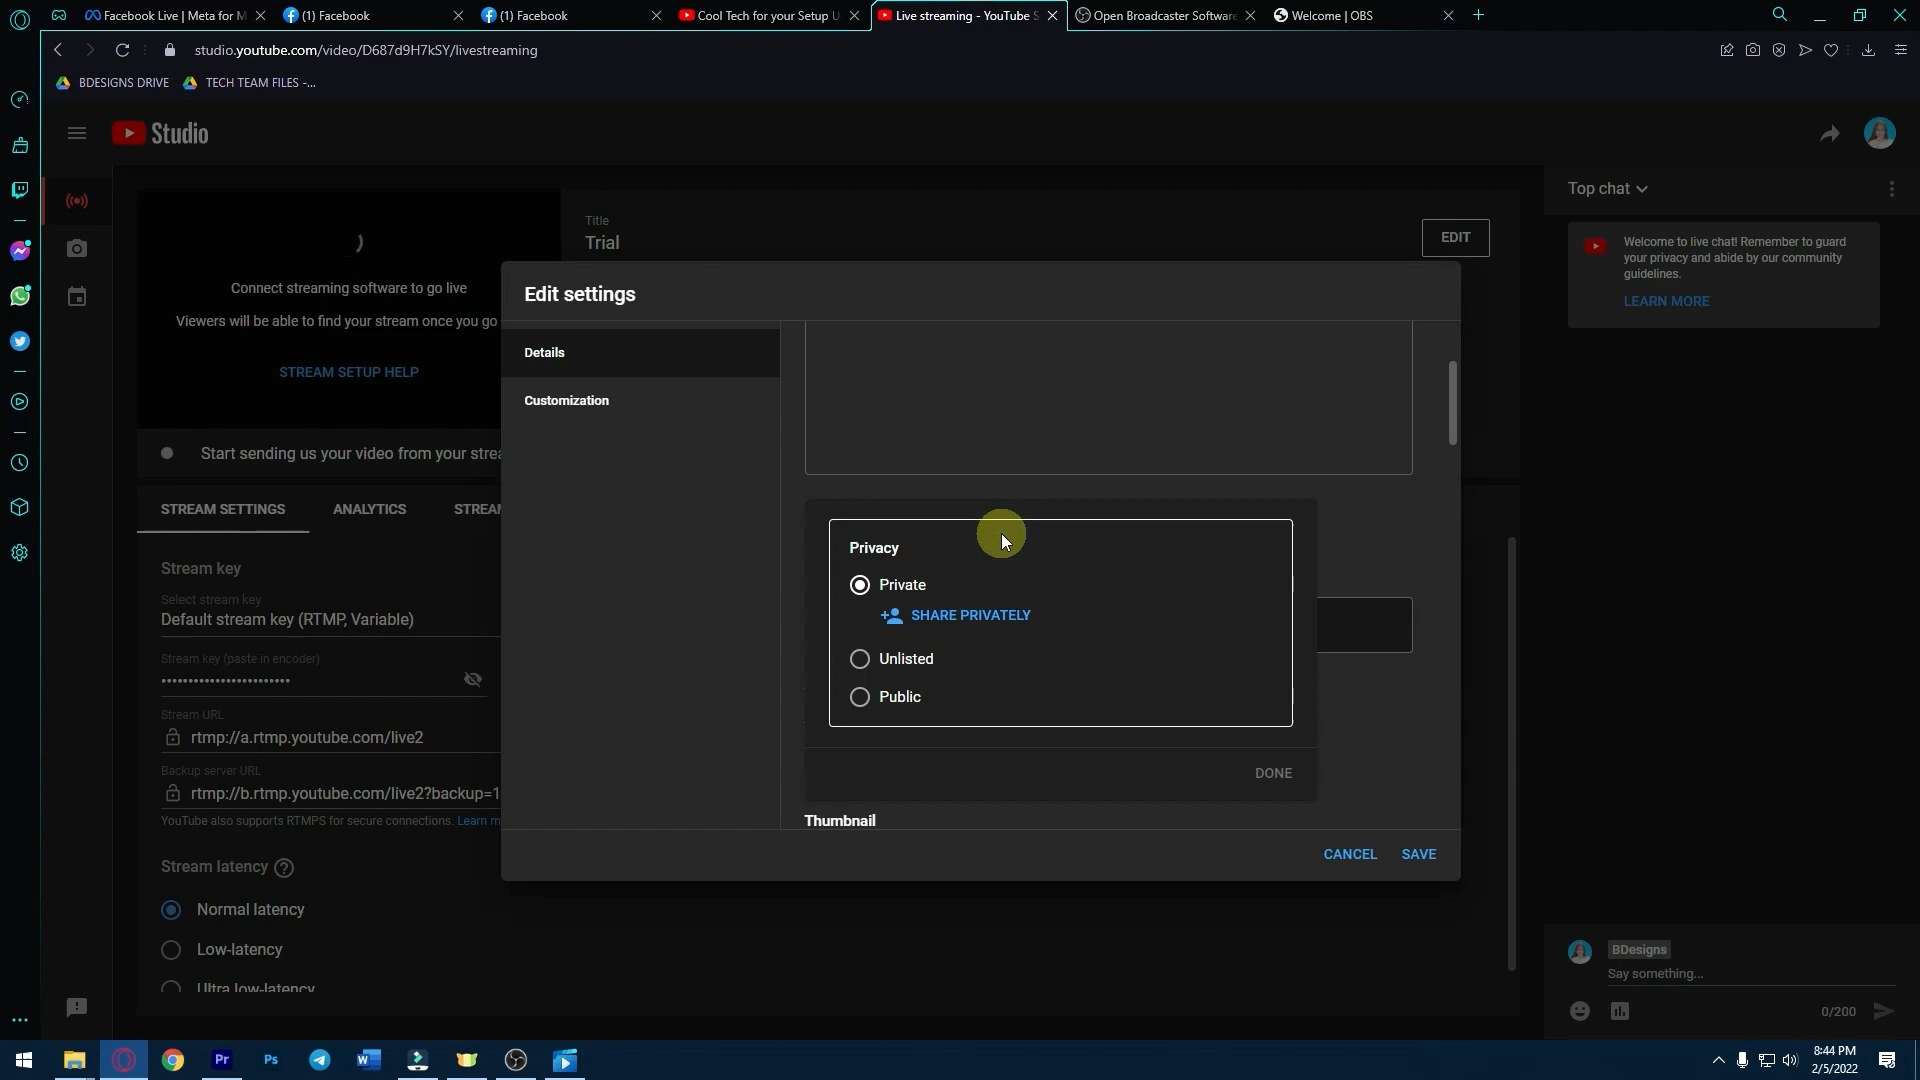 Facebook Live | Meta for M
(1) Facebook
(1) Facebook
Cool Tech for your Setup U
Live streaming - YouTube S
Open Broadcaster Software
Welcome | OBS
studio.youtube.com/video/D687d9H7kSY/livestreaming
BDESIGNS DRIVE
TECH TEAM FILES -...
Studio
Connect streaming software to go live
Viewers will be able to find your stream once you go
STREAM SETUP HELP
Title
Trial
EDIT
Top chat
Welcome to live chat! Remember to guard
your privacy and abide by our community
guidelines.
LEARN MORE
Edit settings
Details
Customization
Privacy
Private
SHARE PRIVATELY
Unlisted
Public
DONE
Thumbnail
CANCEL
SAVE
Start sending us your video from your strea
STREAM SETTINGS
ANALYTICS
STREAM
Stream key
Select stream key
Default stream key (RTMP, Variable)
Stream key (paste in encoder)
••••••••••••••••••••••••
Stream URL
rtmp://a.rtmp.youtube.com/live2
Backup server URL
rtmp://b.rtmp.youtube.com/live2?backup=1
YouTube also supports RTMPS for secure connections. Learn m
Stream latency ?
Normal latency
Low-latency
Ultra low-latency
BDesigns
Say something...
0/200
Pr
Ps
W
8:44 PM
2/5/2022